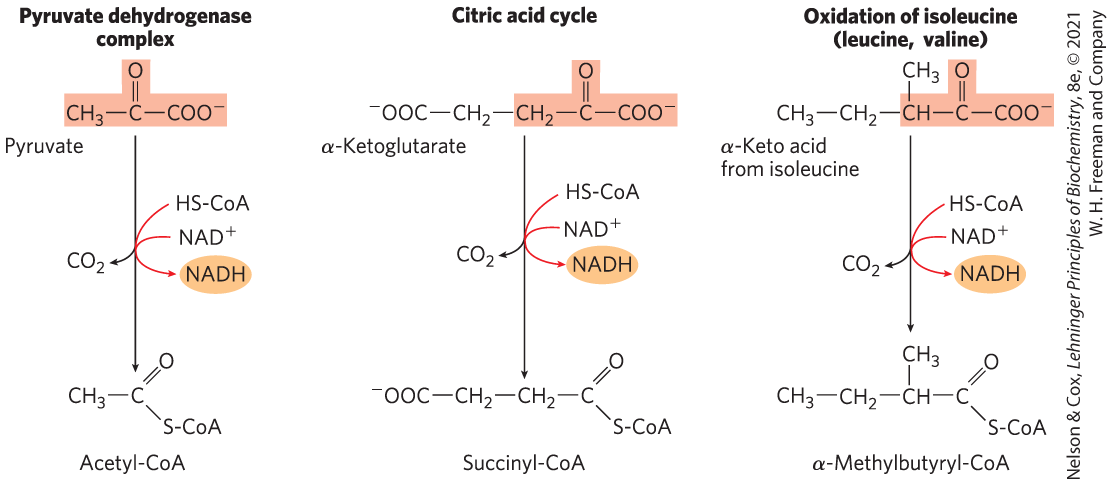 Pyruvate dehydrogenase
complex
O
CH₃—C—COO⁻
Pyruvate
HS-CoA
NAD⁺
CO₂
NADH
O
CH₃—C
S-CoA
Acetyl-CoA
Citric acid cycle
O
⁻OOC—CH₂—CH₂—C—COO⁻
α-Ketoglutarate
HS-CoA
NAD⁺
CO₂
NADH
O
⁻OOC—CH₂—CH₂—C
S-CoA
Succinyl-CoA
Oxidation of isoleucine
(leucine, valine)
CH₃ O
CH₃—CH₂—CH—C—COO⁻
α-Keto acid
from isoleucine
HS-CoA
NAD⁺
CO₂
NADH
CH₃ O
CH₃—CH₂—CH—C
S-CoA
α-Methylbutyryl-CoA
Nelson & Cox, Lehninger Principles of Biochemistry, 8e, © 2021
W. H. Freeman and Company